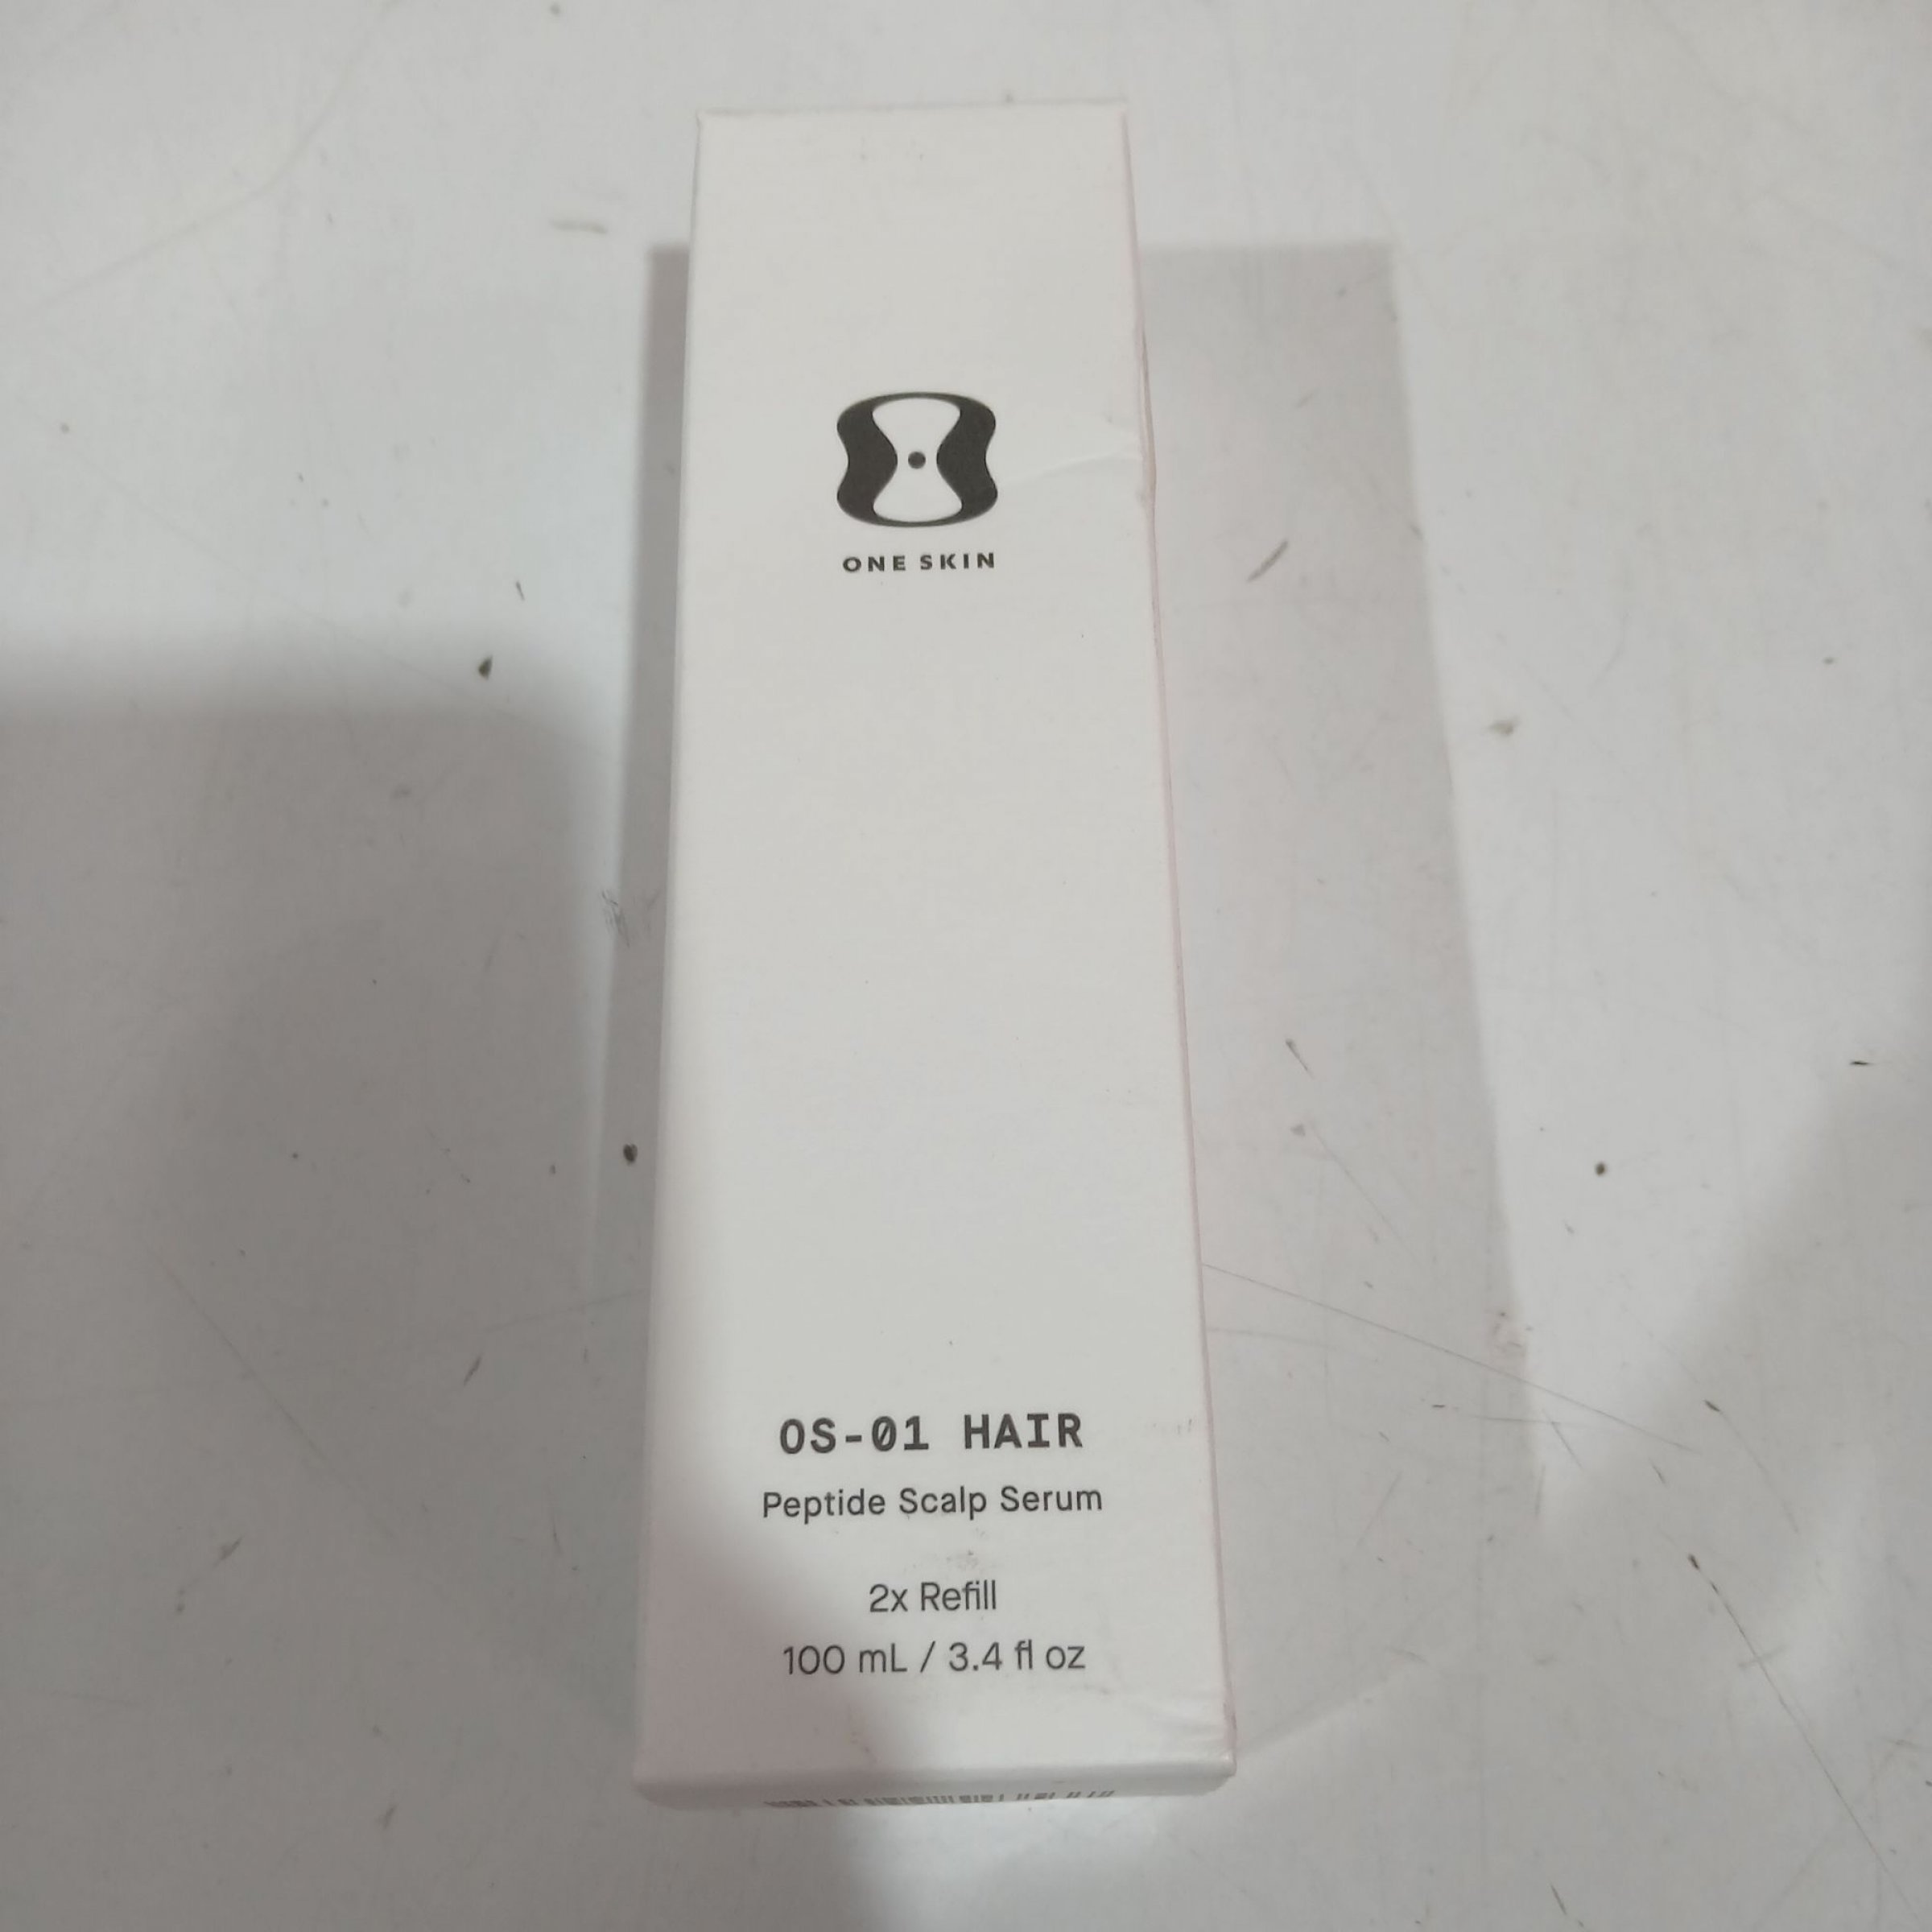 ONE SKIN
OS-01 HAIR
Peptide Scalp Serum
2x Refill
100 mL / 3.4 fl oz